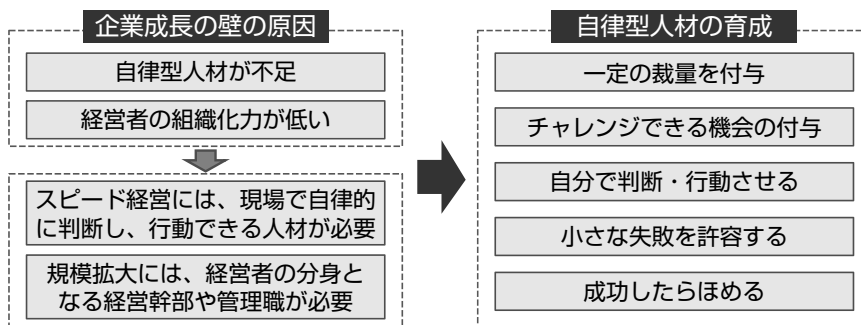 企業成長の壁の原因
自律型人材が不足
経営者の組織化力が低い
スピード経営には、現場で自律的
に判断し、行動できる人材が必要
規模拡大には、経営者の分身と
なる経営幹部や管理職が必要
自律型人材の育成
一定の裁量を付与
チャレンジできる機会の付与
自分で判断・行動させる
小さな失敗を許容する
成功したらほめる